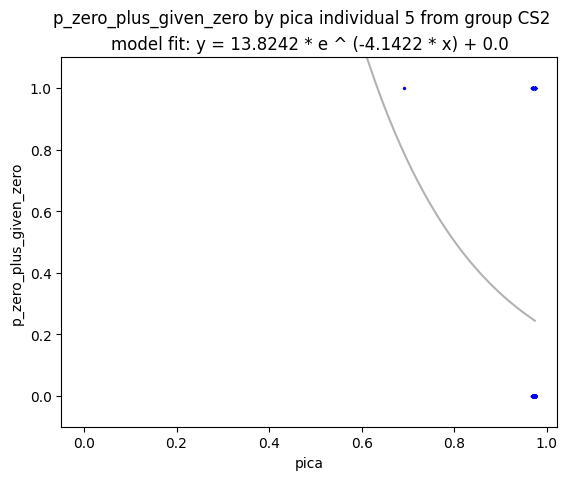 p_zero_plus_given_zero by pica individual 5 from group CS2
model fit: y = 13.8242 * e ^ (-4.1422 * x) + 0.0
1.0
0.8
0.6
0.4
0.2
0.0
p_zero_plus_given_zero
0.0 0.2 0.4 0.6 0.8 1.0
pica